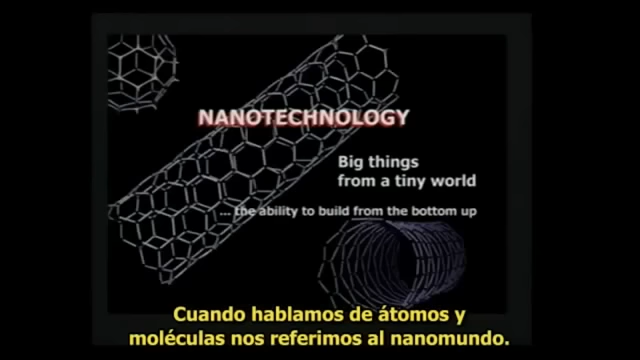 NANOTECHNOLOGY
Big things
from a tiny world
... the ability to build from the bottom up
Cuando hablamos de átomos y
moléculas nos referimos al nanomundo.